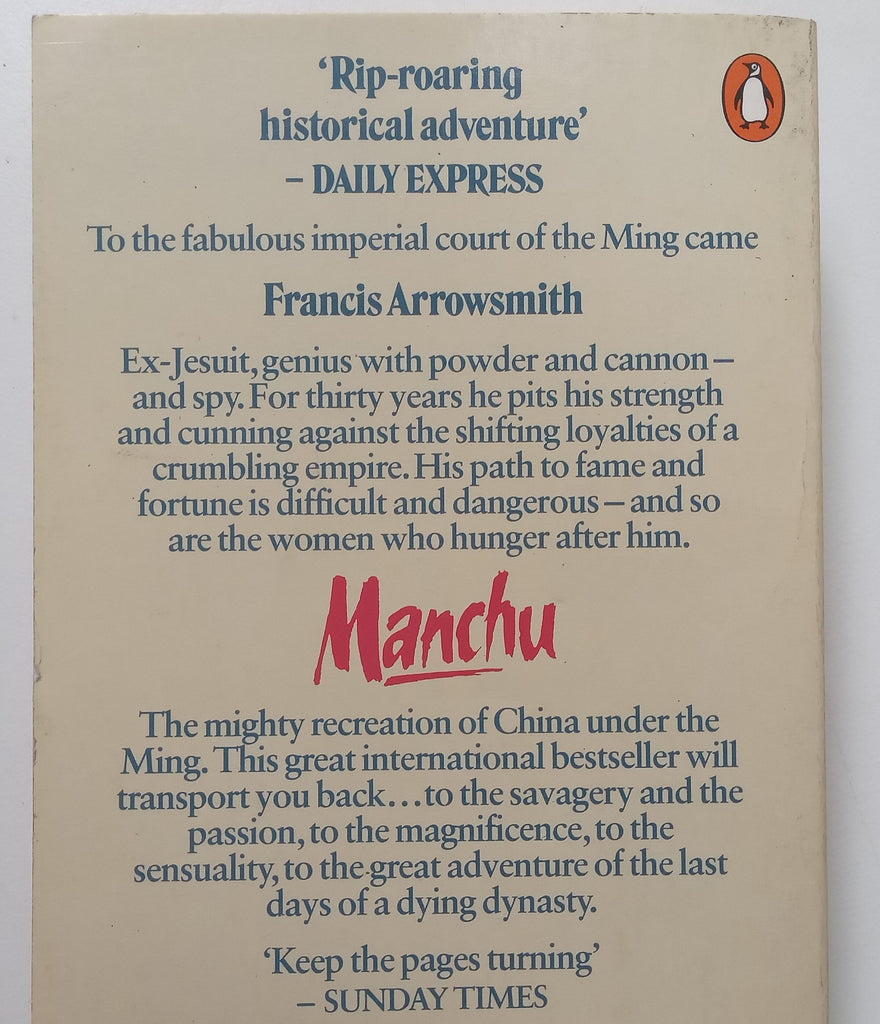 ‘Rip-roaring
historical adventure’
– DAILY EXPRESS
To the fabulous imperial court of the Ming came
Francis Arrowsmith
Ex-Jesuit, genius with powder and cannon –
and spy. For thirty years he pits his strength
and cunning against the shifting loyalties of a
crumbling empire. His path to fame and
fortune is difficult and dangerous – and so
are the women who hunger after him.
Manchu
The mighty recreation of China under the
Ming. This great international bestseller will
transport you back...to the savagery and the
passion, to the magnificence, to the
sensuality, to the great adventure of the last
days of a dying dynasty.
‘Keep the pages turning’
– SUNDAY TIMES